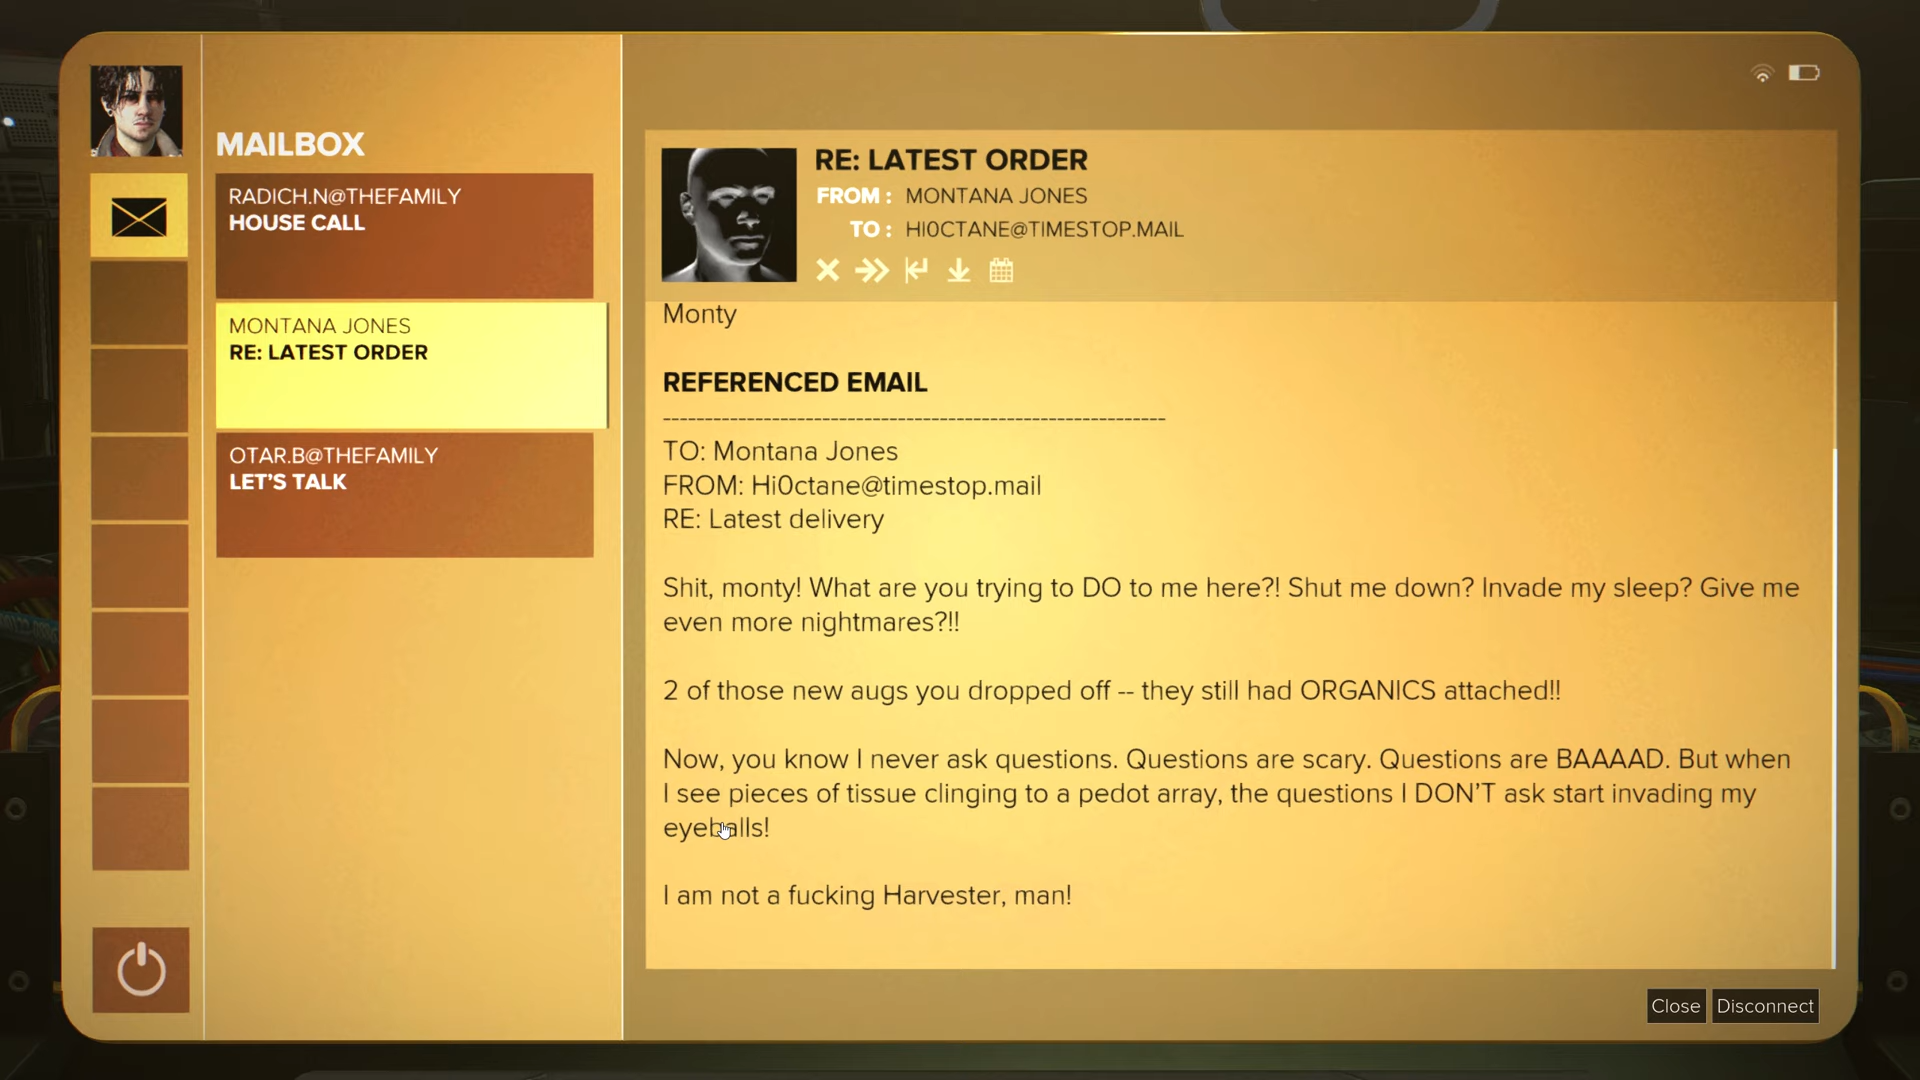 MAILBOX
RADICH.N@THEFAMILY
HOUSE CALL
MONTANA JONES
RE: LATEST ORDER
OTAR.B@THEFAMILY
LET'S TALK
RE: LATEST ORDER
FROM : MONTANA JONES
TO : HI0CTANE@TIMESTOP.MAIL
Monty
REFERENCED EMAIL
------------------------------------------------------------
TO: Montana Jones
FROM: Hi0ctane@timestop.mail
RE: Latest delivery
Shit, monty! What are you trying to DO to me here?! Shut me down? Invade my sleep? Give me
even more nightmares?!!
2 of those new augs you dropped off -- they still had ORGANICS attached!!
Now, you know I never ask questions. Questions are scary. Questions are BAAAAD. But when
I see pieces of tissue clinging to a pedot array, the questions I DON'T ask start invading my
eyeballs!
I am not a fucking Harvester, man!
Close Disconnect